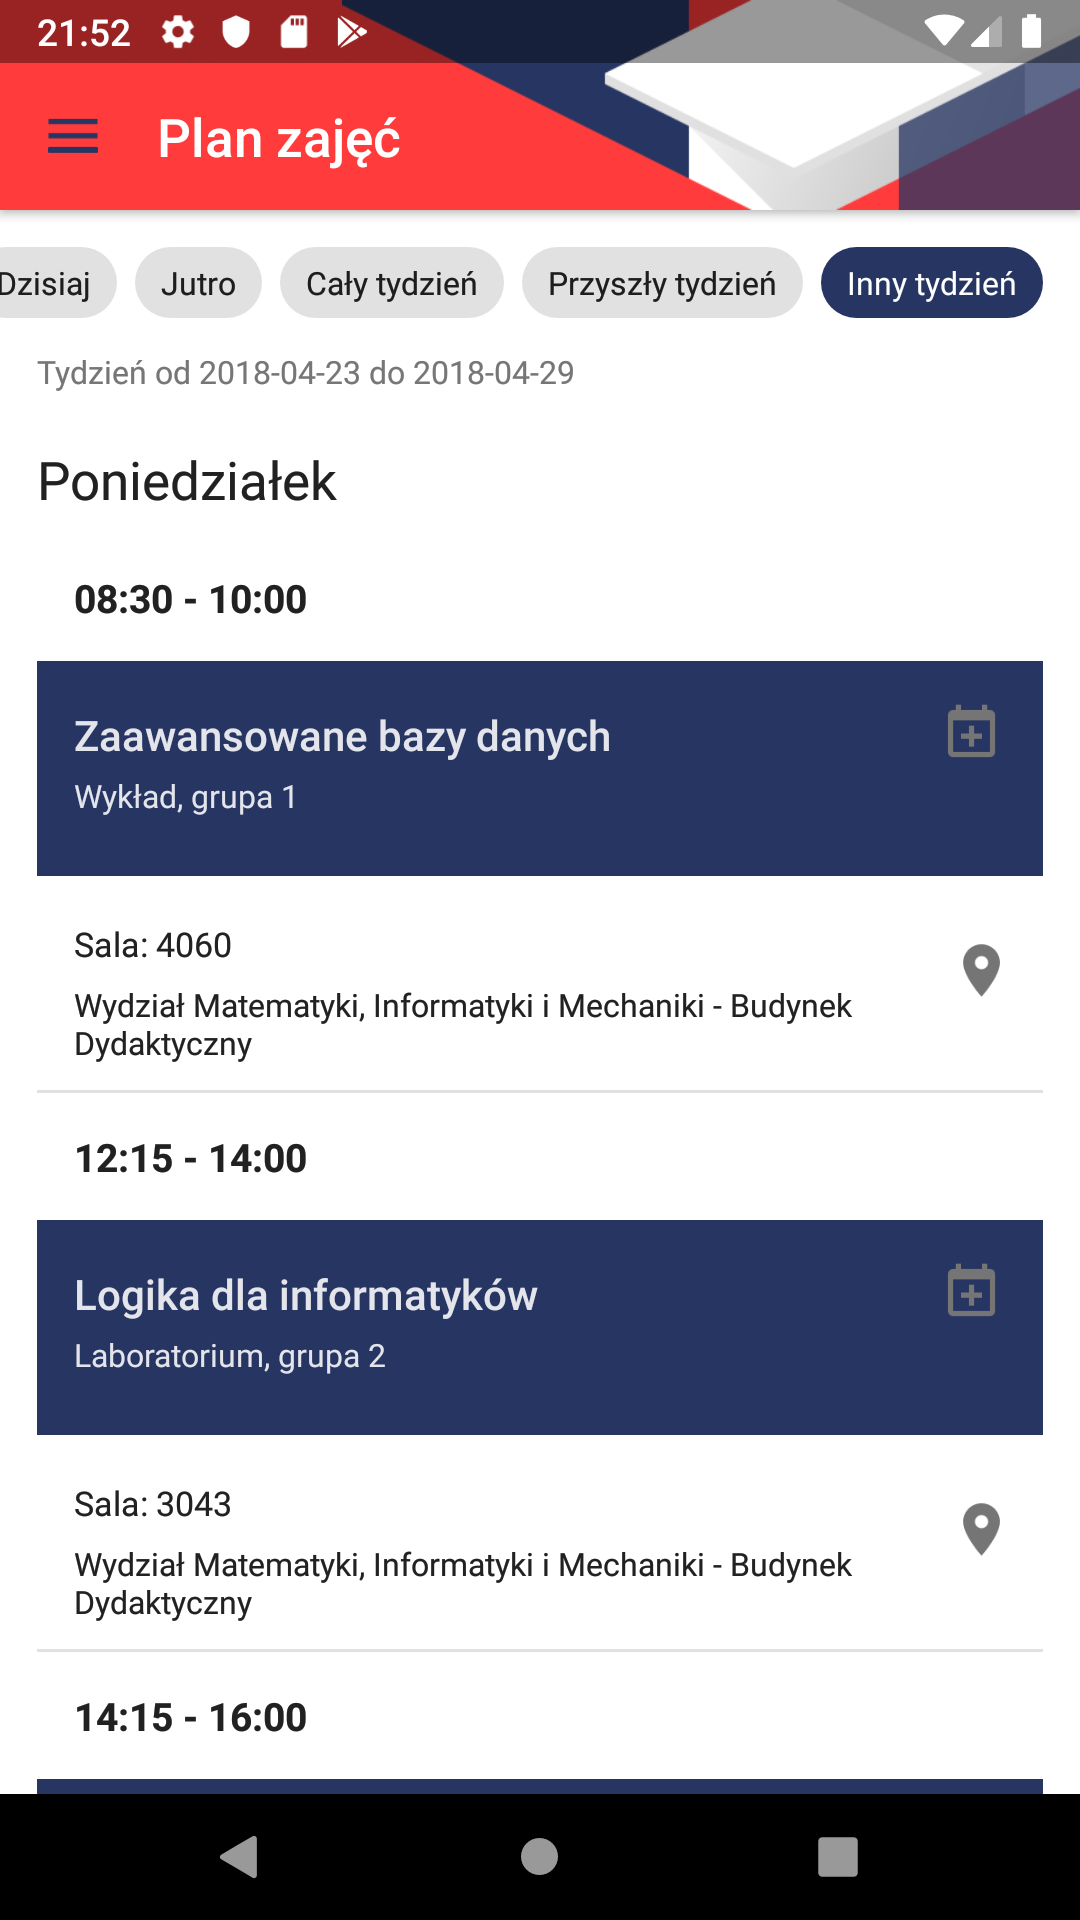 21:52
Plan zajęć
Dzisiaj
Jutro
Cały tydzień
Przyszły tydzień
Inny tydzień
Tydzień od 2018-04-23 do 2018-04-29
Poniedziałek
08:30 - 10:00
Zaawansowane bazy danych
Wykład, grupa 1
Sala: 4060
Wydział Matematyki, Informatyki i Mechaniki - Budynek
Dydaktyczny
12:15 - 14:00
Logika dla informatyków
Laboratorium, grupa 2
Sala: 3043
Wydział Matematyki, Informatyki i Mechaniki - Budynek
Dydaktyczny
14:15 - 16:00